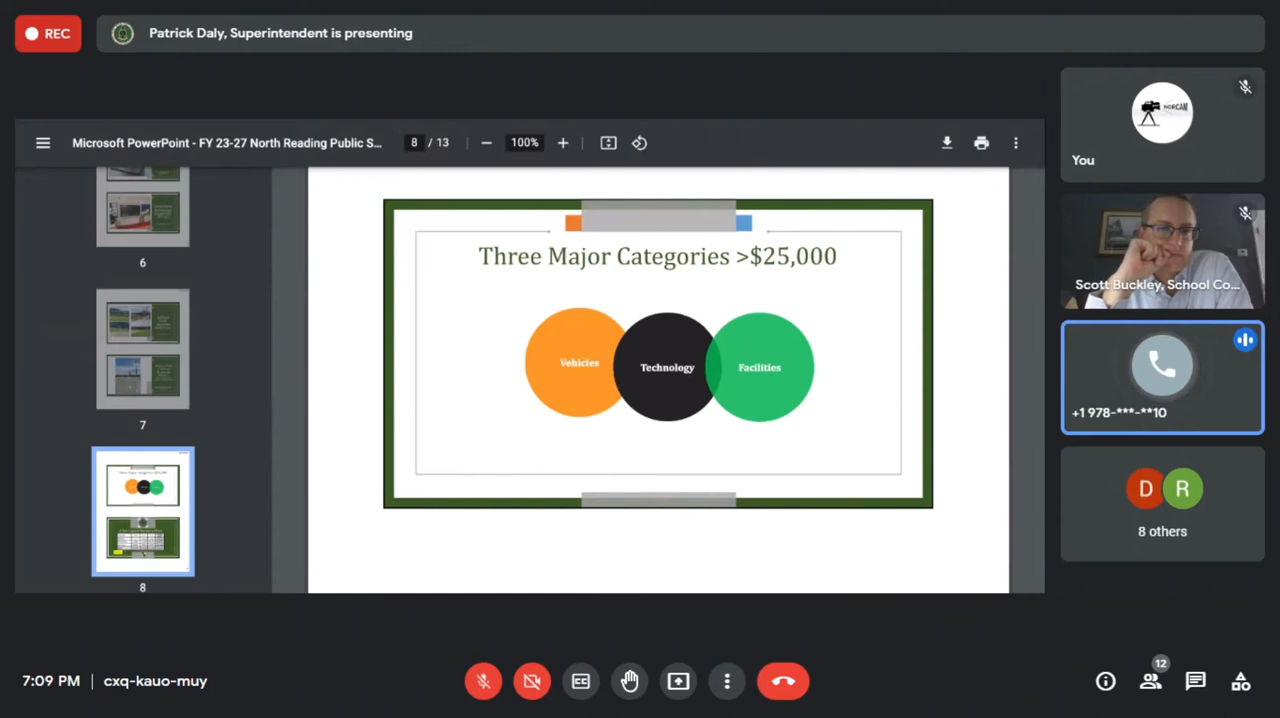 REC
Patrick Daly, Superintendent is presenting
Microsoft PowerPoint - FY 23-27 North Reading Public S...
8 / 13
100%
6
7
8
Three Major Categories >$25,000
Vehicles
Technology
Facilities
NORCAM
You
Scott Buckley, School Co...
+1 978-***-**10
D
R
8 others
7:09 PM | cxq-kauo-muy
CC
12